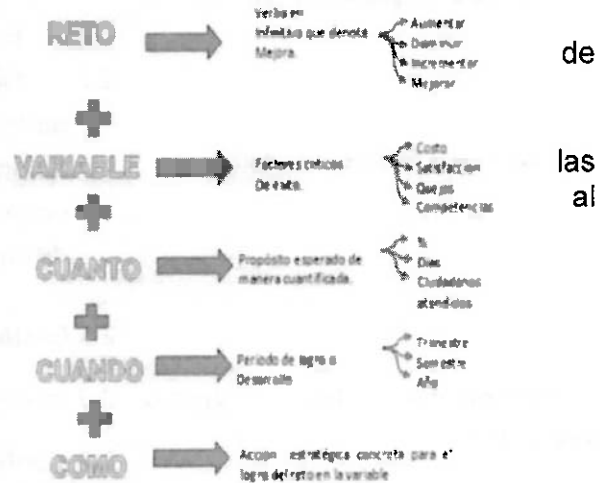 RETO
Verbo en
Infinitivo que denota
Mejora.
Aumentar
Disminuir
Incrementar
Mejorar
de
VARIABLE
Factores críticos
De éxito.
Costo
Satisfacción
Quejas
Competencias
las
al
CUANTO
Propósito esperado de
manera cuantificada.
%
Días
Ciudadanos
atendidos
CUANDO
Periodo de logro o
Desarrollo
Trimestre
Semestre
Año
COMO
Acción estratégica concreta para el
logro del reto en la variable